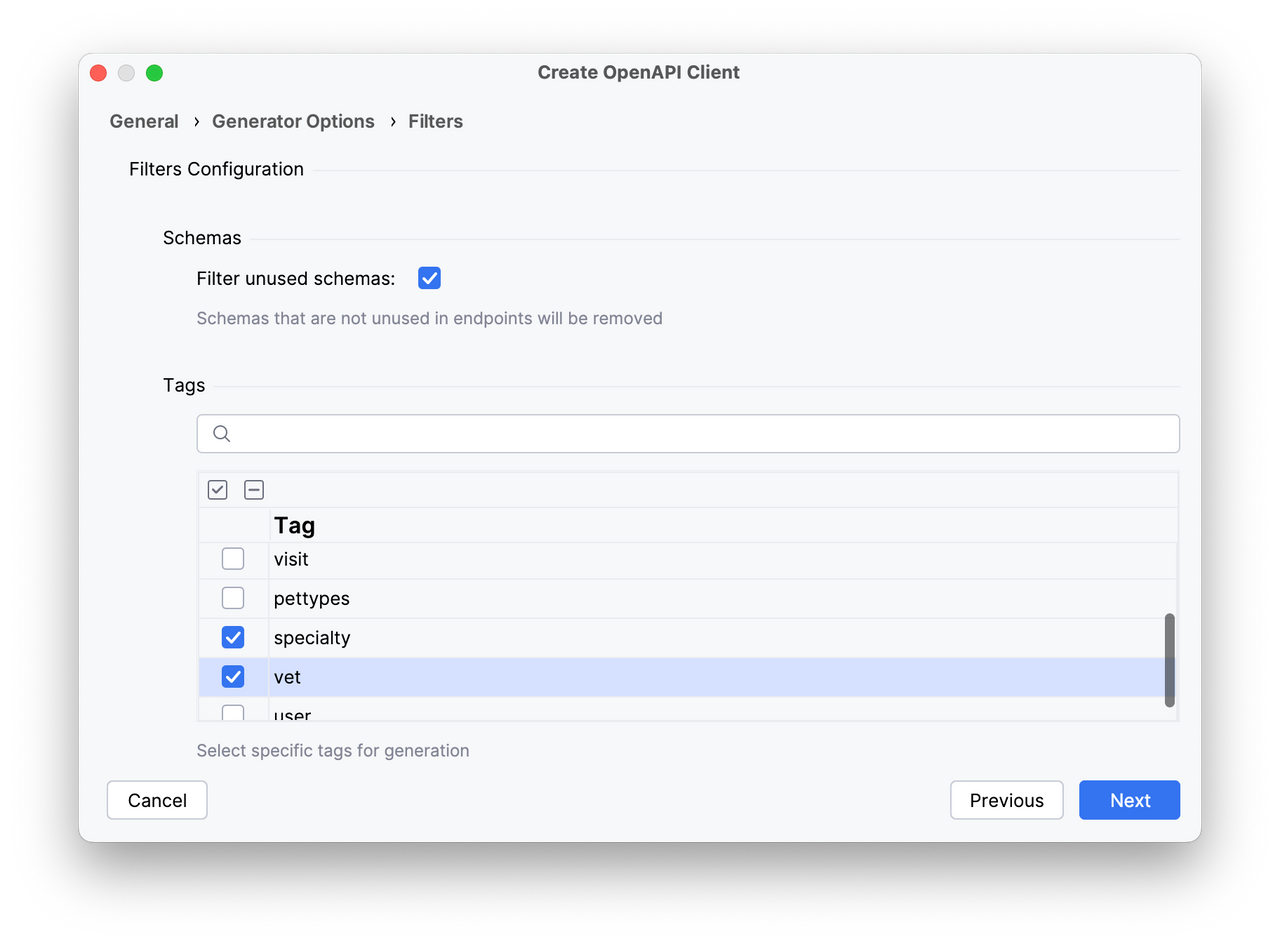 Create OpenAPI Client
General › Generator Options › Filters
Filters Configuration
Schemas
Filter unused schemas:
Schemas that are not unused in endpoints will be removed
Tags
Tag
visit
pettypes
specialty
vet
user
Select specific tags for generation
Cancel
Previous
Next